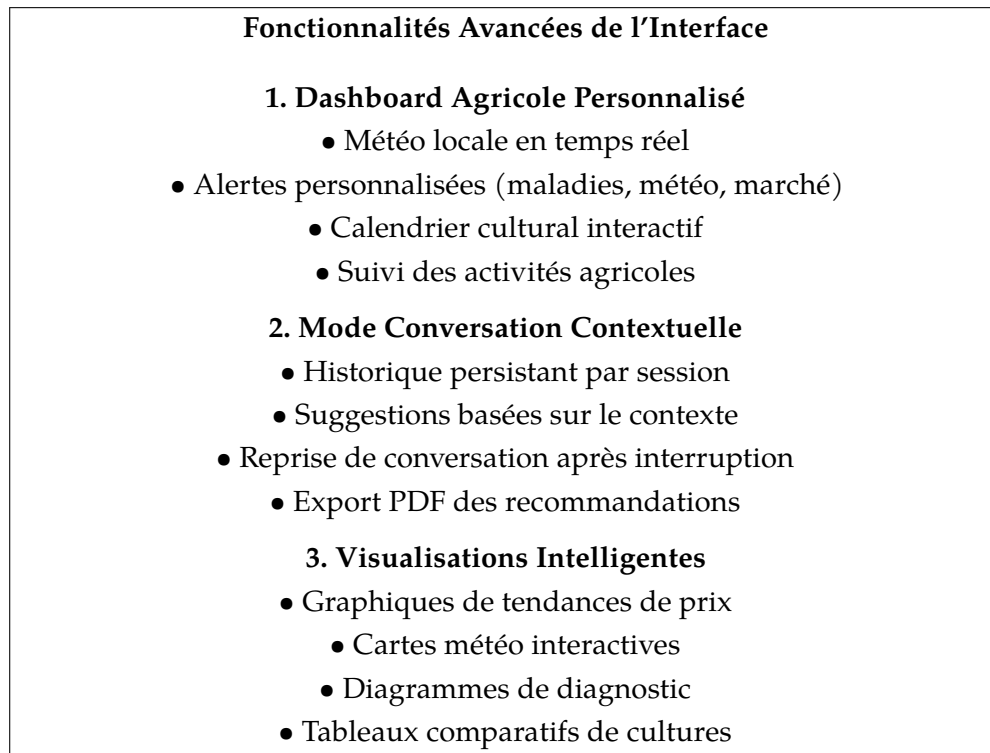 Fonctionnalités Avancées de l'Interface
1. Dashboard Agricole Personnalisé
• Météo locale en temps réel
• Alertes personnalisées (maladies, météo, marché)
• Calendrier cultural interactif
• Suivi des activités agricoles
2. Mode Conversation Contextuelle
• Historique persistant par session
• Suggestions basées sur le contexte
• Reprise de conversation après interruption
• Export PDF des recommandations
3. Visualisations Intelligentes
• Graphiques de tendances de prix
• Cartes météo interactives
• Diagrammes de diagnostic
• Tableaux comparatifs de cultures